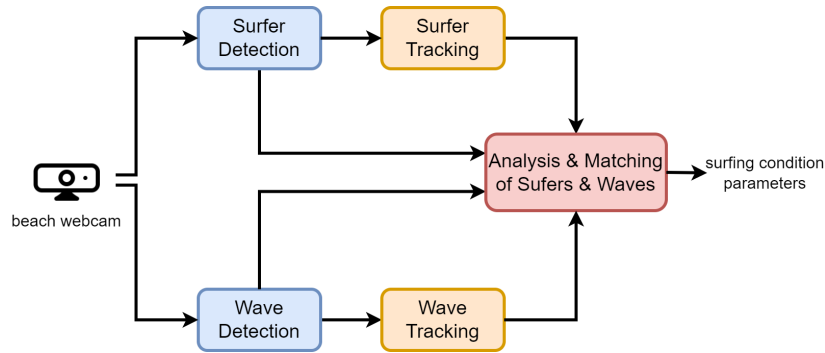 Surfer
Detection
Surfer
Tracking
beach webcam
Analysis & Matching
of Sufers & Waves
surfing condition
parameters
Wave
Detection
Wave
Tracking